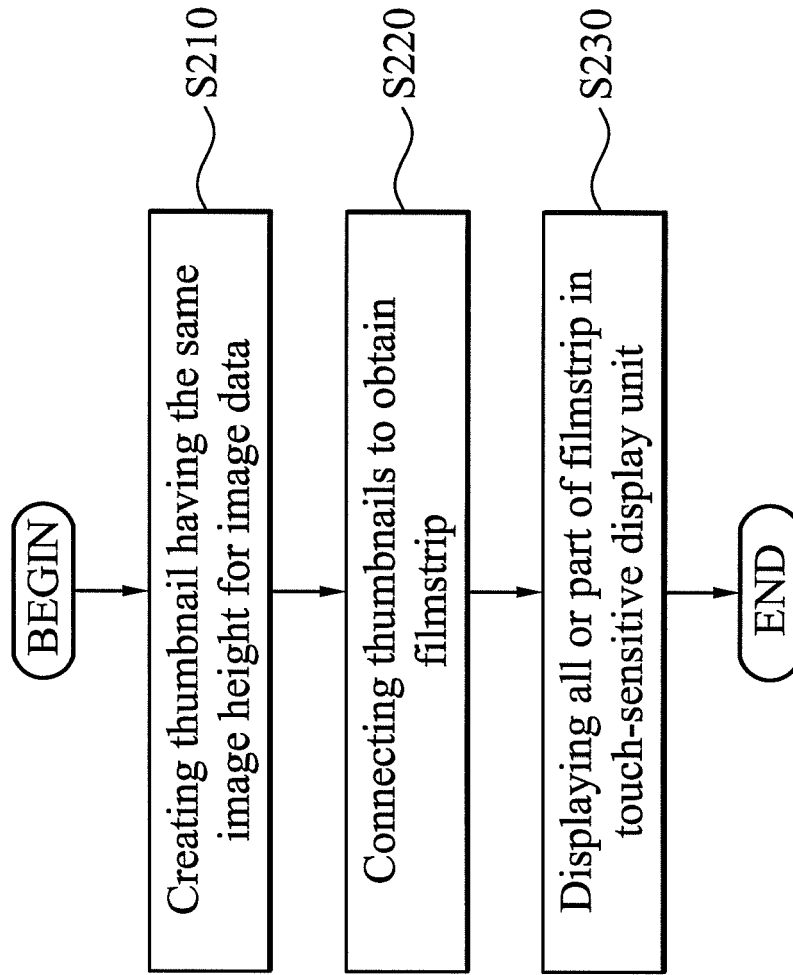 BEGIN
Creating thumbnail having the same
image height for image data
S210
Connecting thumbnails to obtain
filmstrip
S220
Displaying all or part of filmstrip in
touch-sensitive display unit
S230
END